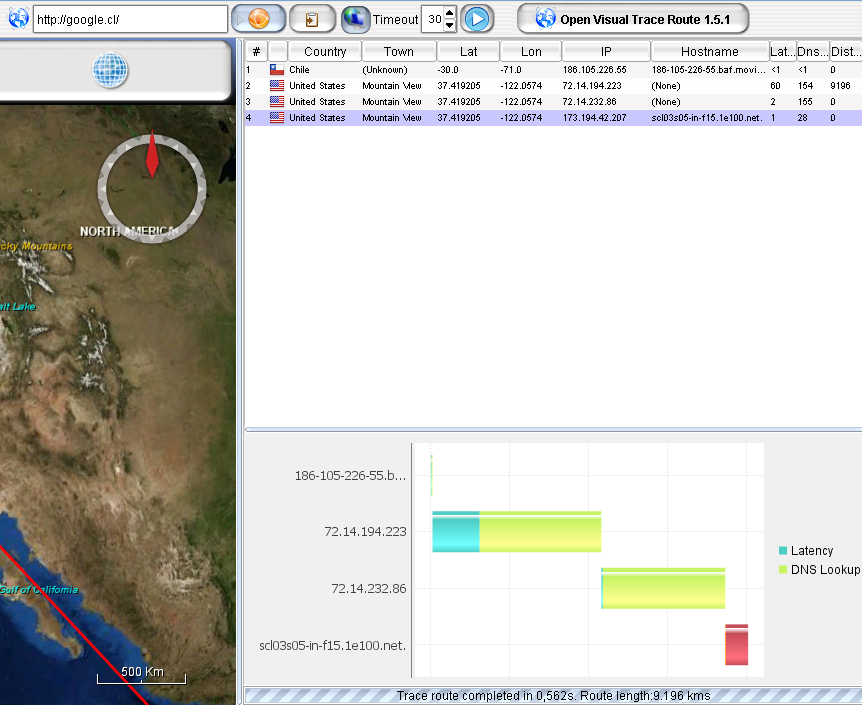 http://google.cl/ Timeout 30 Open Visual Trace Route 1.5.1
# Country Town Lat Lon IP Hostname Lat... Dns... Dist...
1 Chile (Unknown) -30.0 -71.0 186.105.226.55 186-105-226-55.baf.movi... <1 <1 0
2 United States Mountain View 37.419205 -122.0574 72.14.194.223 (None) 60 154 9196
3 United States Mountain View 37.419205 -122.0574 72.14.232.86 (None) 2 155 0
4 United States Mountain View 37.419205 -122.0574 173.194.42.207 scl03s05-in-f15.1e100.net. 1 28 0
NORTH AMERICA
cky Mountains
alt Lake
Gulf of California
500 Km
186-105-226-55.b...
72.14.194.223
72.14.232.86
scl03s05-in-f15.1e100.net.
Latency
DNS Lookup
Trace route completed in 0,562s. Route length:9.196 kms